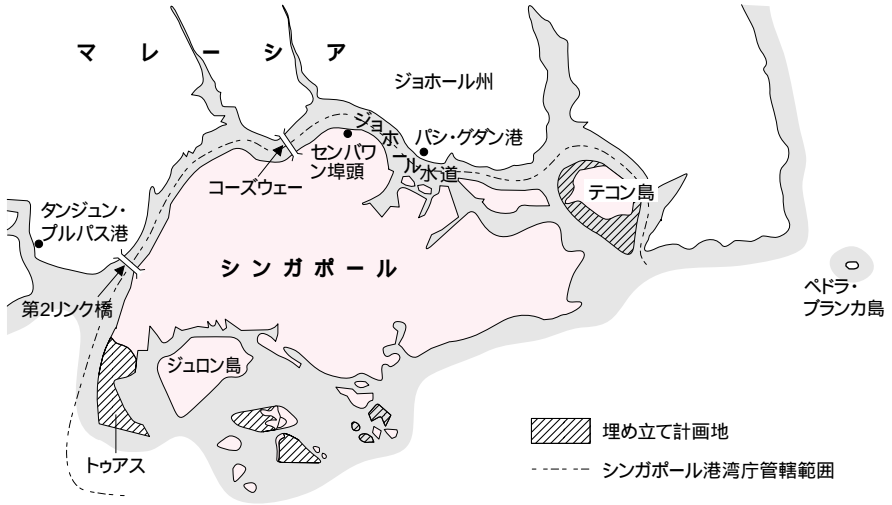 マレーシア
ジョホール州
ジョホール水道
パシ・グダン港
センバワ
ン埠頭
コーズウェー
テコン島
タンジュン・
プルパス港
シンガポール
ペドラ・
ブランカ島
第2リンク橋
ジュロン島
トゥアス
埋め立て計画地
シンガポール港湾庁管轄範囲